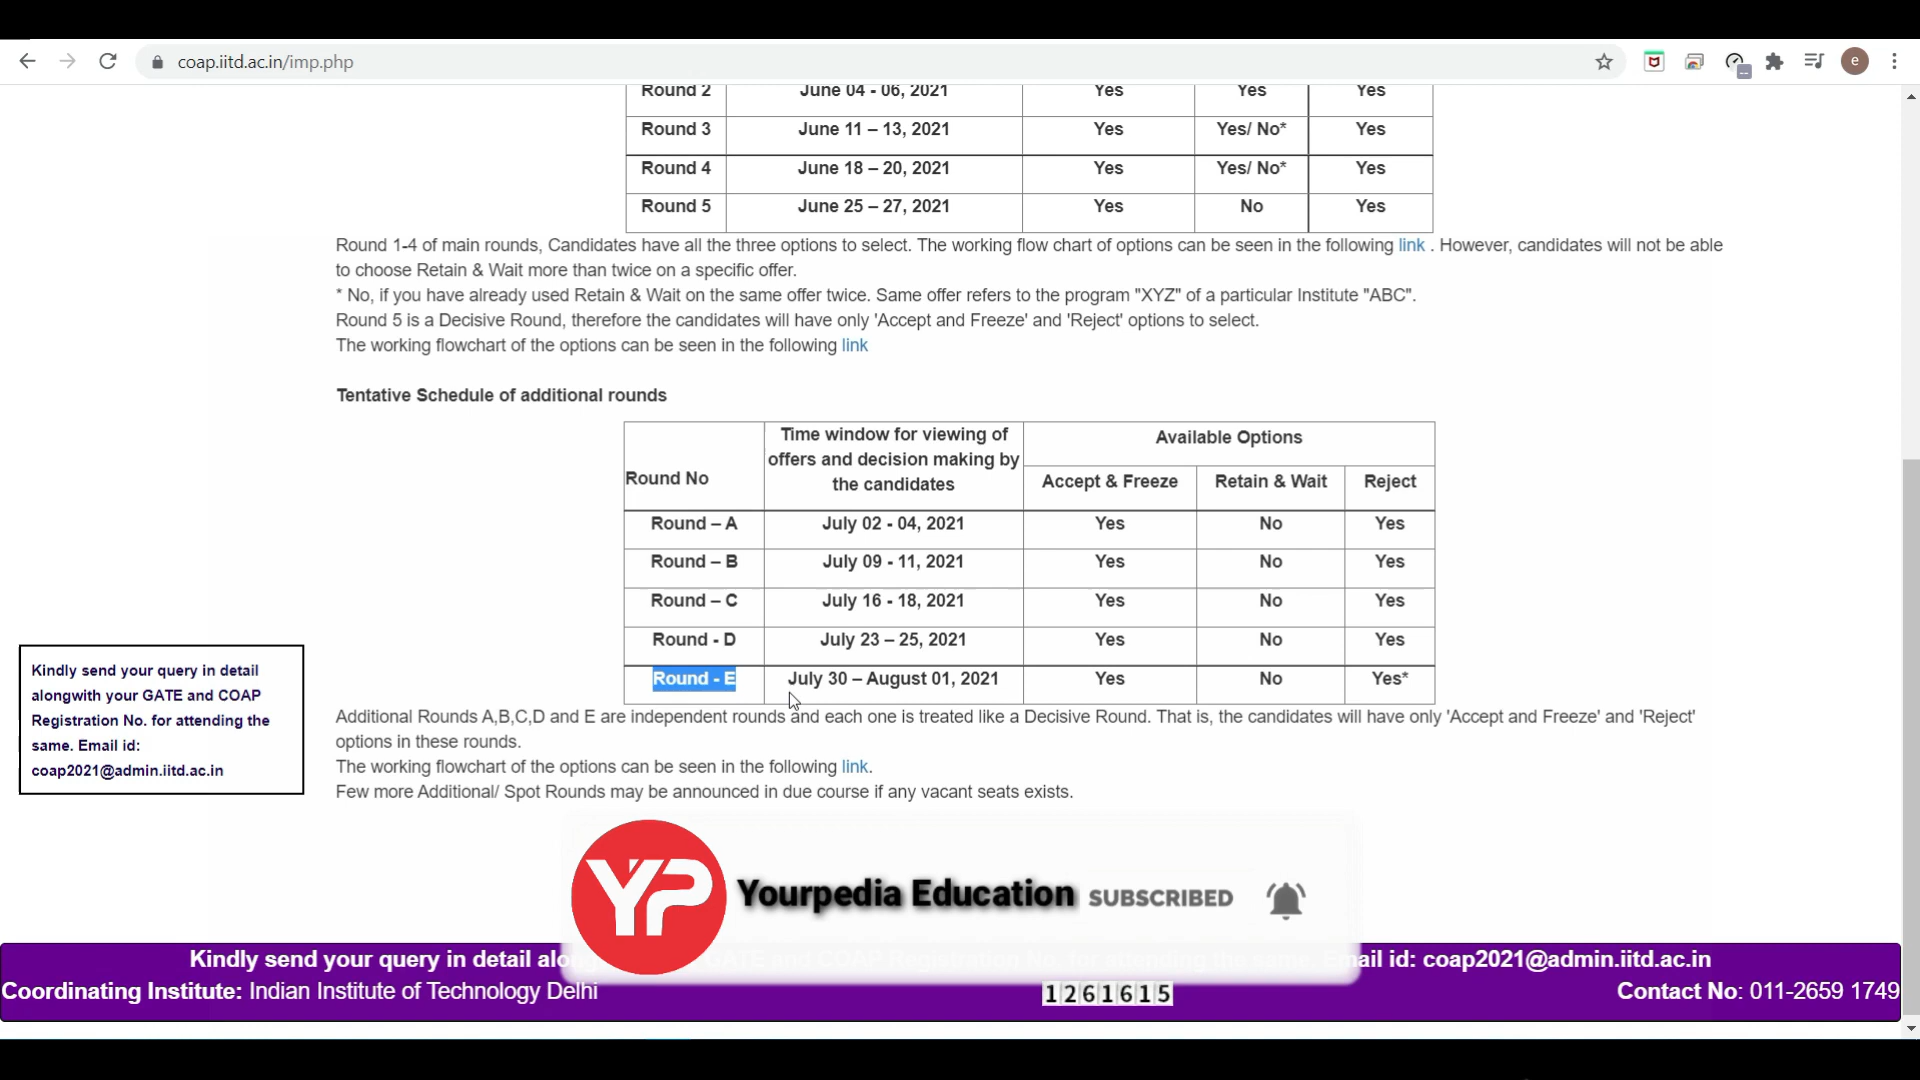 coap.iitd.ac.in/imp.php
e
Round 2 June 04 - 06, 2021 Yes Yes Yes
Round 3 June 11 – 13, 2021 Yes Yes/ No* Yes
Round 4 June 18 – 20, 2021 Yes Yes/ No* Yes
Round 5 June 25 – 27, 2021 Yes No Yes
Round 1-4 of main rounds, Candidates have all the three options to select. The working flow chart of options can be seen in the following link . However, candidates will not be able
to choose Retain & Wait more than twice on a specific offer.
* No, if you have already used Retain & Wait on the same offer twice. Same offer refers to the program "XYZ" of a particular Institute "ABC".
Round 5 is a Decisive Round, therefore the candidates will have only 'Accept and Freeze' and 'Reject' options to select.
The working flowchart of the options can be seen in the following link
Tentative Schedule of additional rounds
Time window for viewing of
offers and decision making by
the candidates
Available Options
Round No
Accept & Freeze Retain & Wait Reject
Round – A July 02 - 04, 2021 Yes No Yes
Round – B July 09 - 11, 2021 Yes No Yes
Round – C July 16 - 18, 2021 Yes No Yes
Round - D July 23 – 25, 2021 Yes No Yes
Round - E July 30 – August 01, 2021 Yes No Yes*
Additional Rounds A,B,C,D and E are independent rounds and each one is treated like a Decisive Round. That is, the candidates will have only 'Accept and Freeze' and 'Reject'
options in these rounds.
The working flowchart of the options can be seen in the following link.
Few more Additional/ Spot Rounds may be announced in due course if any vacant seats exists.
Kindly send your query in detail
alongwith your GATE and COAP
Registration No. for attending the
same. Email id:
coap2021@admin.iitd.ac.in
YP
Yourpedia Education SUBSCRIBED
Kindly send your query in detail GATE and COAP Registration No. for attending the same. Email id: coap2021@admin.iitd.ac.in
Coordinating Institute: Indian Institute of Technology Delhi 1261615 Contact No: 011-2659 1749